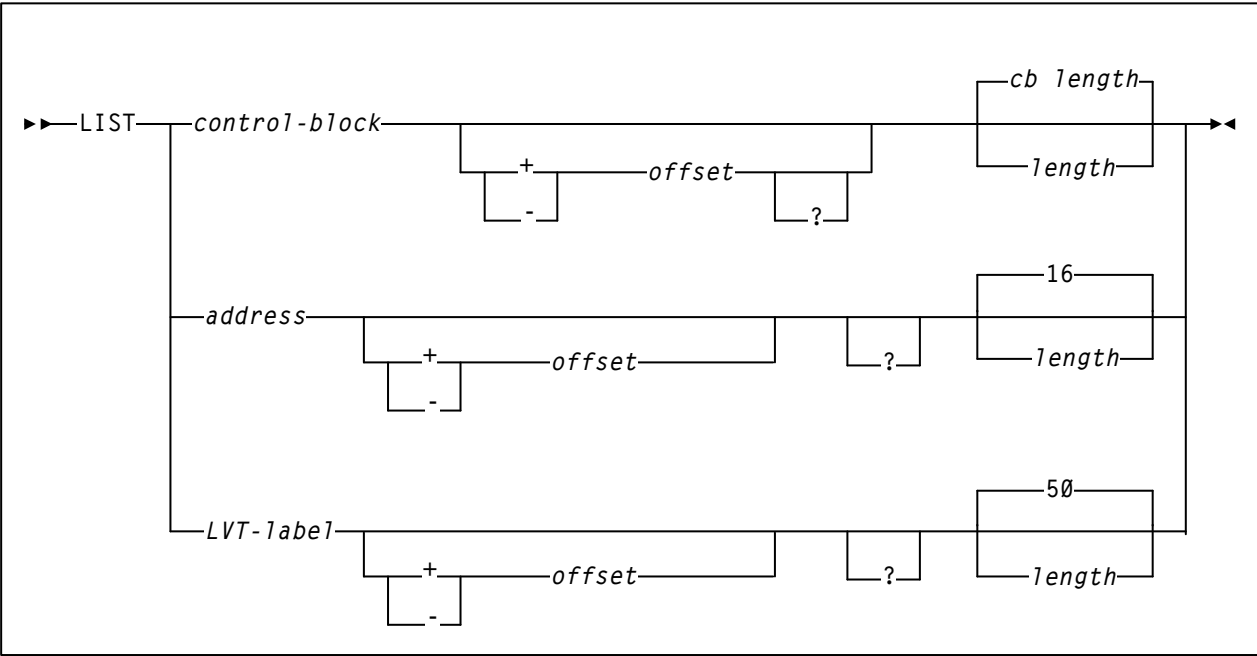 cb length
►►LIST control-block ►◄
+ offset length
- ?
16
address
+ offset ? length
-
5Ø
LVT-label
+ offset ? length
-